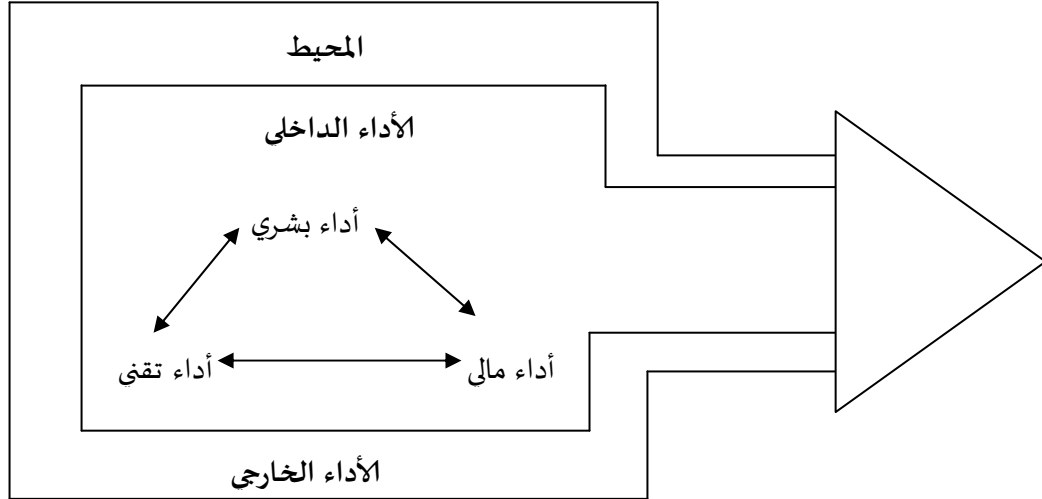 المحيط
الأداء الداخلي
أداء بشري
أداء مالي
أداء تقني
الأداء الخارجي